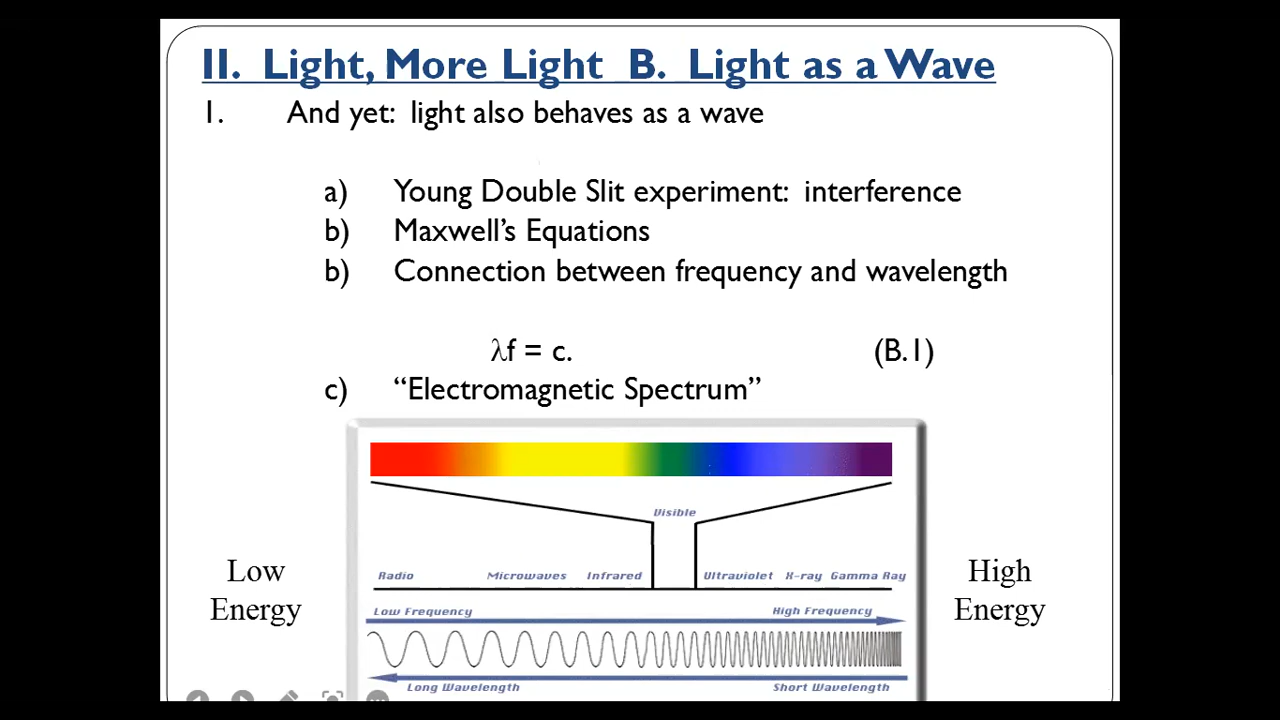 II. Light, More Light B. Light as a Wave
1. And yet: light also behaves as a wave
a) Young Double Slit experiment: interference
b) Maxwell’s Equations
b) Connection between frequency and wavelength
λf = c. (B.1)
c) “Electromagnetic Spectrum”
Visible
Radio Microwaves Infrared Ultraviolet X-ray Gamma Ray
Low Energy
High Energy
Low Frequency High Frequency
Long Wavelength Short Wavelength